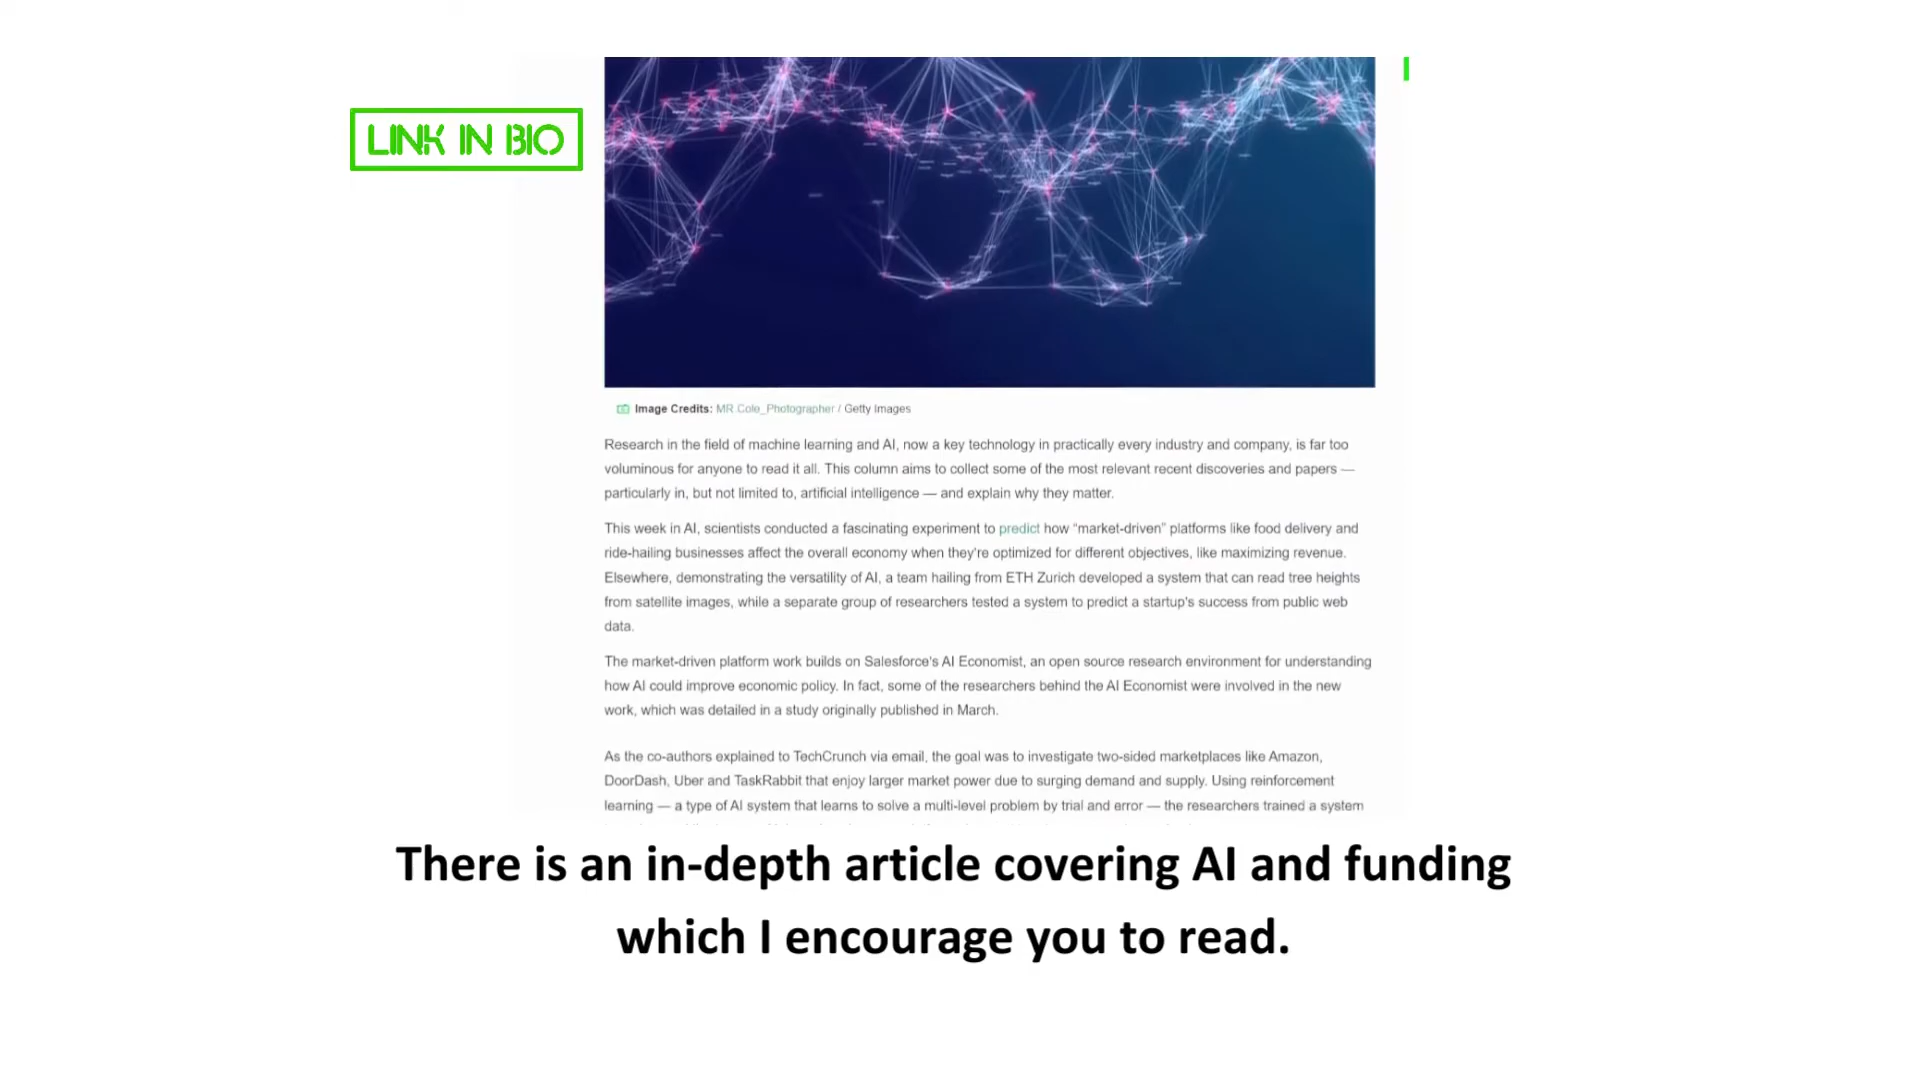 LINK IN BIO
Image Credits: MR.Cole_Photographer / Getty Images
Research in the field of machine learning and AI, now a key technology in practically every industry and company, is far too
voluminous for anyone to read it all. This column aims to collect some of the most relevant recent discoveries and papers —
particularly in, but not limited to, artificial intelligence — and explain why they matter.
This week in AI, scientists conducted a fascinating experiment to predict how “market-driven” platforms like food delivery and
ride-hailing businesses affect the overall economy when they're optimized for different objectives, like maximizing revenue.
Elsewhere, demonstrating the versatility of AI, a team hailing from ETH Zurich developed a system that can read tree heights
from satellite images, while a separate group of researchers tested a system to predict a startup's success from public web
data.
The market-driven platform work builds on Salesforce's AI Economist, an open source research environment for understanding
how AI could improve economic policy. In fact, some of the researchers behind the AI Economist were involved in the new
work, which was detailed in a study originally published in March.
As the co-authors explained to TechCrunch via email, the goal was to investigate two-sided marketplaces like Amazon,
DoorDash, Uber and TaskRabbit that enjoy larger market power due to surging demand and supply. Using reinforcement
learning — a type of AI system that learns to solve a multi-level problem by trial and error — the researchers trained a system
There is an in-depth article covering AI and funding
which I encourage you to read.